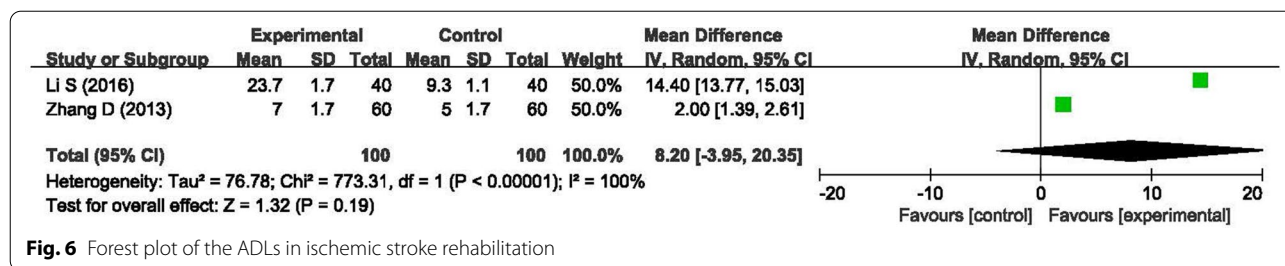 Experimental Control Mean Difference Mean Difference
Study or Subgroup Mean SD Total Mean SD Total Weight IV, Random, 95% CI IV, Random, 95% CI
Li S (2016) 23.7 1.7 40 9.3 1.1 40 50.0% 14.40 [13.77, 15.03]
Zhang D (2013) 7 1.7 60 5 1.7 60 50.0% 2.00 [1.39, 2.61]
Total (95% CI) 100 100 100.0% 8.20 [-3.95, 20.35]
Heterogeneity: Tau² = 76.78; Chi² = 773.31, df = 1 (P < 0.00001); I² = 100%
Test for overall effect: Z = 1.32 (P = 0.19)
-20 -10 0 10 20
Favours [control] Favours [experimental]
Fig. 6 Forest plot of the ADLs in ischemic stroke rehabilitation